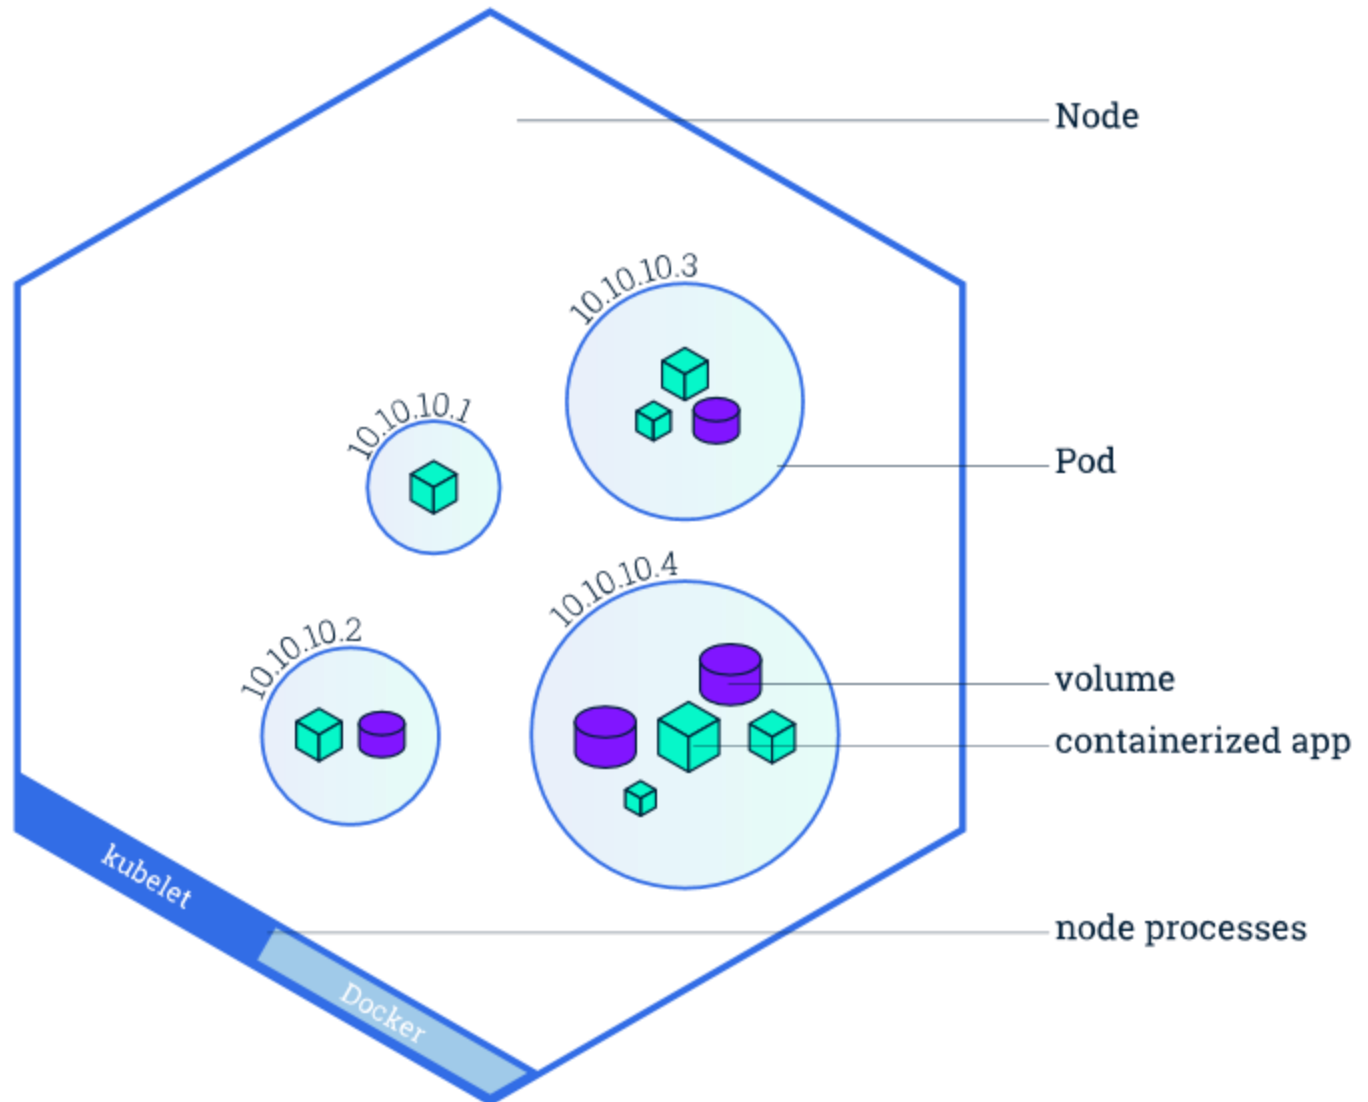 Node
10.10.10.3
10.10.10.1
Pod
10.10.10.4
10.10.10.2
volume
containerized app
kubelet
node processes
Docker